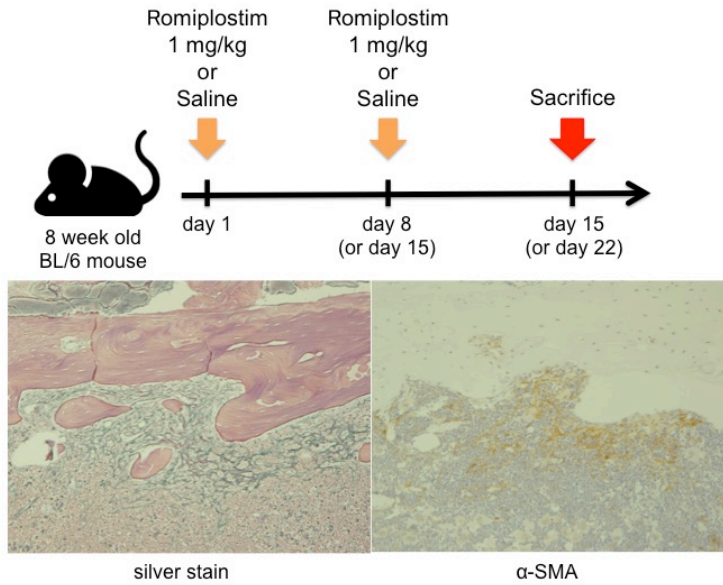 Romiplostim
1 mg/kg
or
Saline
Romiplostim
1 mg/kg
or
Saline
Sacrifice
8 week old
BL/6 mouse
day 1
day 8
(or day 15)
day 15
(or day 22)
silver stain
α-SMA